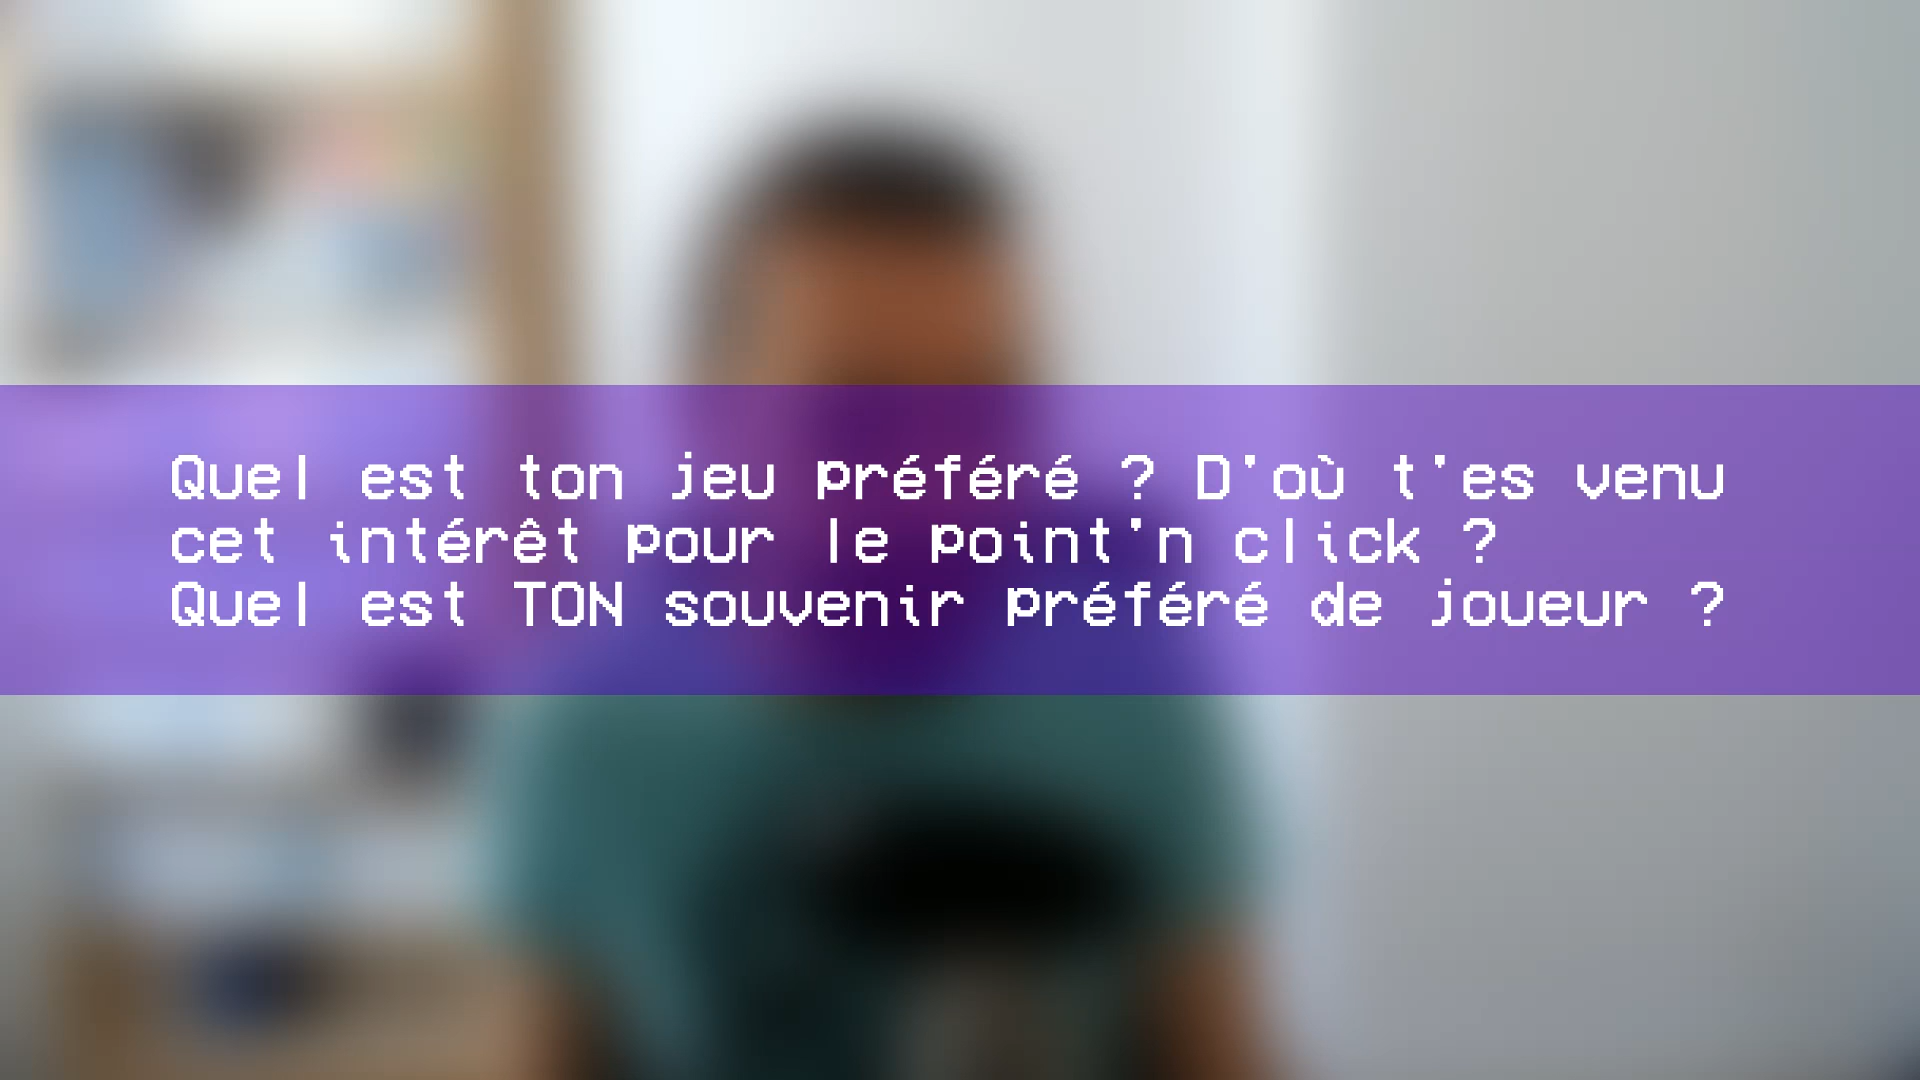 Quel est ton jeu préféré ? D'où t'es venu
cet intérêt pour le point'n click ?
Quel est TON souvenir préféré de joueur ?